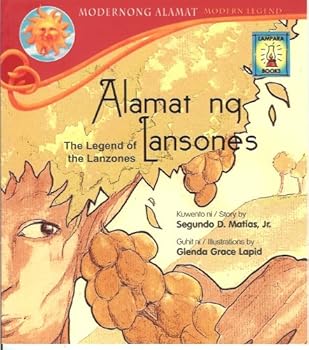 MODERNONG ALAMAT MODERN LEGEND
LAMPARA
BOOKS
Alamat ng
The Legend of
the Lanzones
Lansones
Kuwento ni / Story by
Segundo D. Matias, Jr.
Guhit ni / Illustrations by
Glenda Grace Lapid